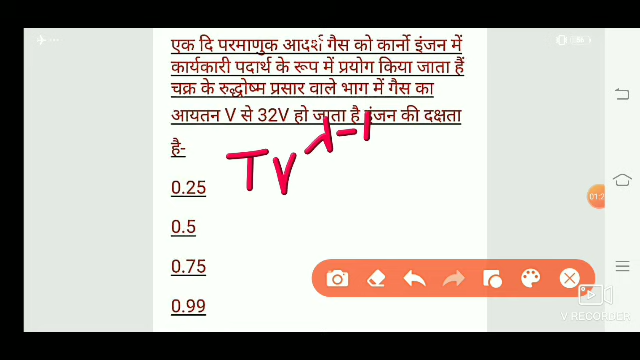 एक दि परमाणुक आदर्श गैस को कार्नो इंजन में
कार्यकारी पदार्थ के रूप में प्रयोग किया जाता हैं
चक्र के रुद्धोष्म प्रसार वाले भाग में गैस का
आयतन V से 32V हो जाता है इंजन की दक्षता
है-
T V λ-1
0.25
0.5
0.75
0.99
V RECORDER